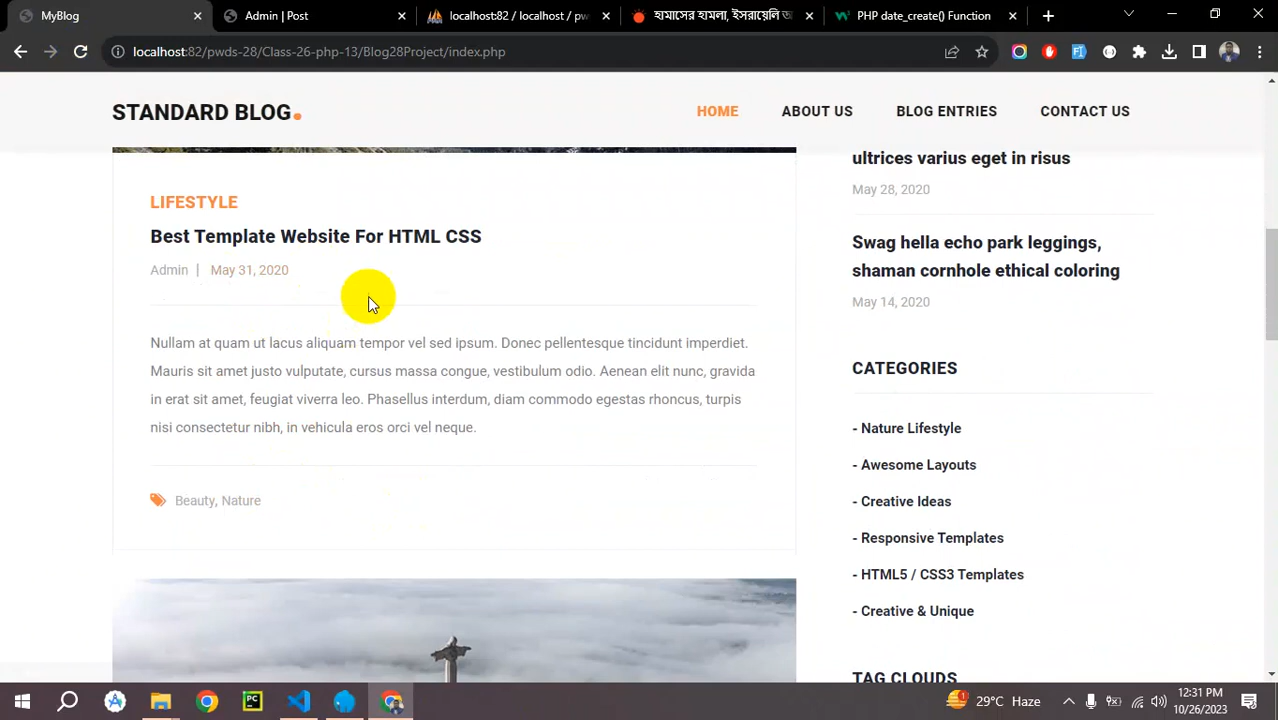 MyBlog
Admin | Post
localhost:82 / localhost / pw
হামাসের হামলা, ইসরায়েলি
PHP date_create() Function
localhost:82/pwds-28/Class-26-php-13/Blog28Project/index.php
STANDARD BLOG.
HOME
ABOUT US
BLOG ENTRIES
CONTACT US
LIFESTYLE
Best Template Website For HTML CSS
Admin | May 31, 2020
Nullam at quam ut lacus aliquam tempor vel sed ipsum. Donec pellentesque tincidunt imperdiet.
Mauris sit amet justo vulputate, cursus massa congue, vestibulum odio. Aenean elit nunc, gravida
in erat sit amet, feugiat viverra leo. Phasellus interdum, diam commodo egestas rhoncus, turpis
nisi consectetur nibh, in vehicula eros orci vel neque.
Beauty, Nature
ultrices varius eget in risus
May 28, 2020
Swag hella echo park leggings,
shaman cornhole ethical coloring
May 14, 2020
CATEGORIES
- Nature Lifestyle
- Awesome Layouts
- Creative Ideas
- Responsive Templates
- HTML5 / CSS3 Templates
- Creative & Unique
TAG CLOUDS
29°C Haze
12:31 PM
10/26/2023